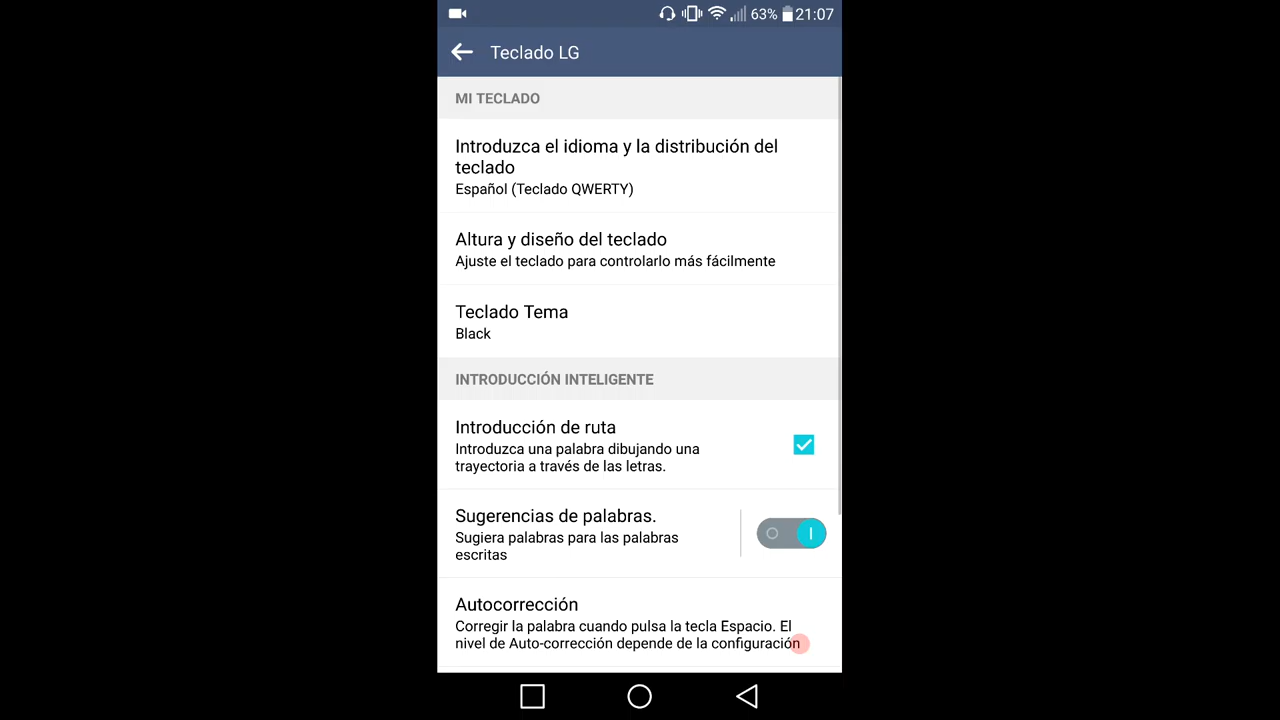 63% 21:07
Teclado LG
MI TECLADO
Introduzca el idioma y la distribución del
teclado
Español (Teclado QWERTY)
Altura y diseño del teclado
Ajuste el teclado para controlarlo más fácilmente
Teclado Tema
Black
INTRODUCCIÓN INTELIGENTE
Introducción de ruta
Introduzca una palabra dibujando una
trayectoria a través de las letras.
Sugerencias de palabras.
Sugiera palabras para las palabras
escritas
Autocorrección
Corregir la palabra cuando pulsa la tecla Espacio. El
nivel de Auto-corrección depende de la configuración